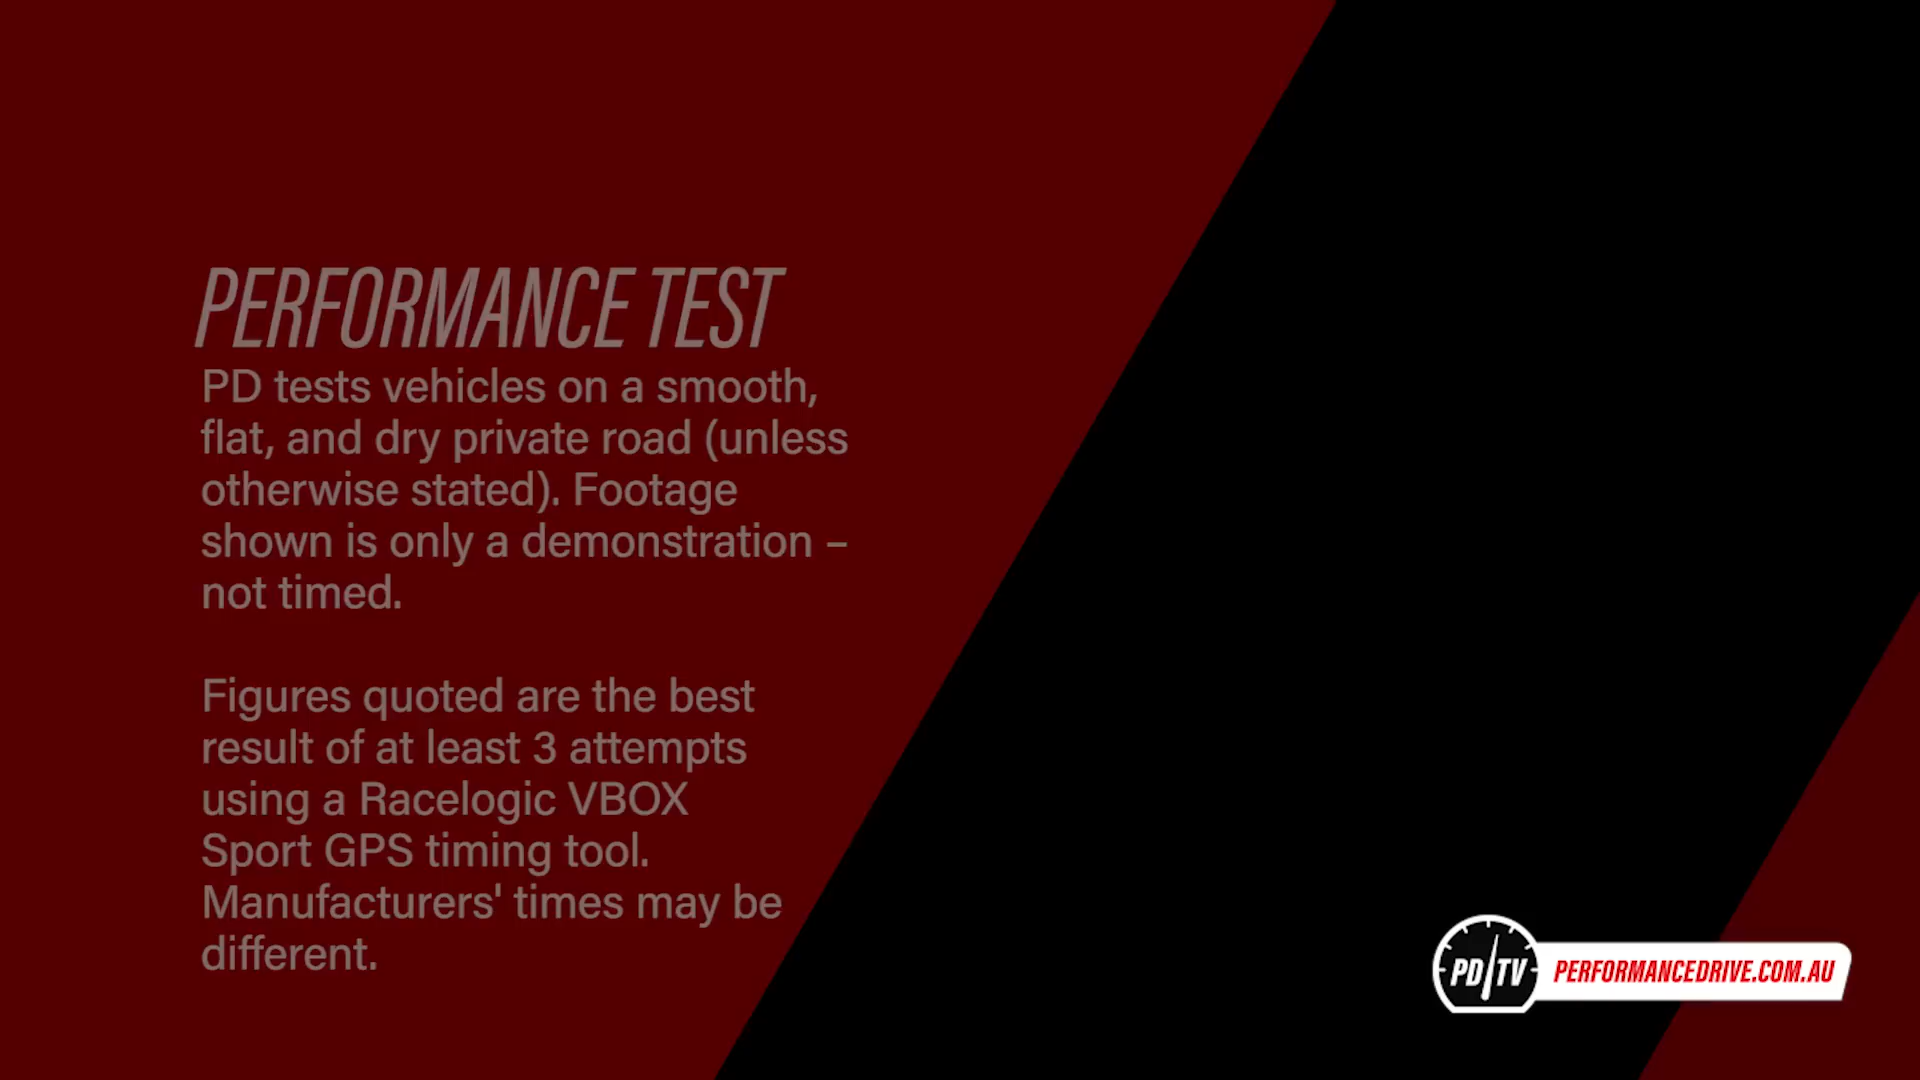 PERFORMANCE TEST
PD tests vehicles on a smooth,
flat, and dry private road (unless
otherwise stated). Footage
shown is only a demonstration –
not timed.
Figures quoted are the best
result of at least 3 attempts
using a Racelogic VBOX
Sport GPS timing tool.
Manufacturers' times may be
different.
PD TV PERFORMANCEDRIVE.COM.AU